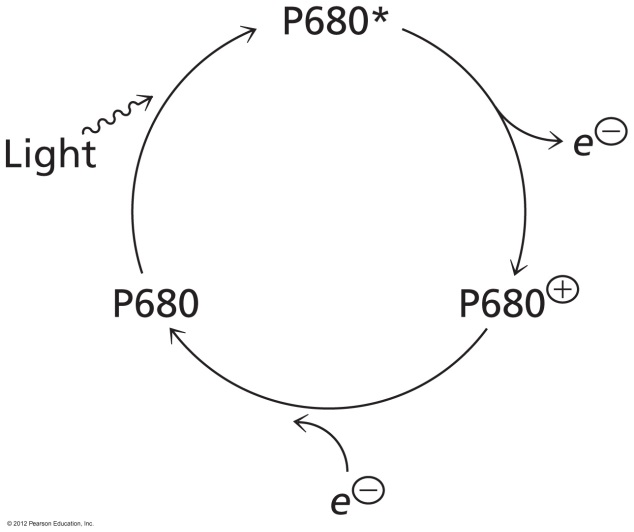 P680*
e⊖
Light
P680
P680⊕
e⊖
© 2012 Pearson Education, Inc.